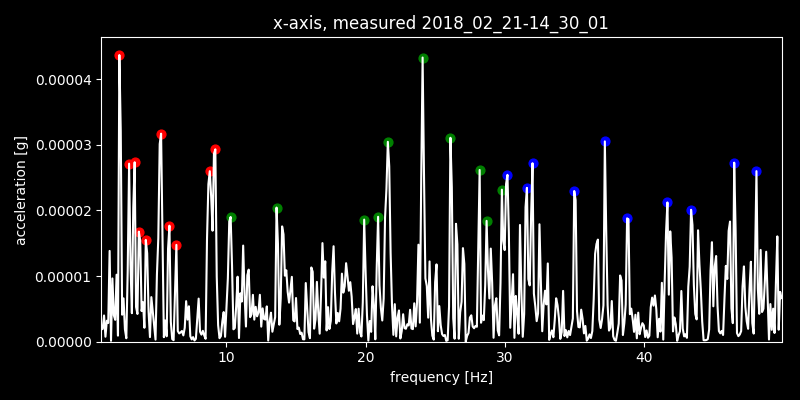 x-axis, measured 2018_02_21-14_30_01
acceleration [g]
0.00004
0.00003
0.00002
0.00001
0.00000
10 20 30 40
frequency [Hz]